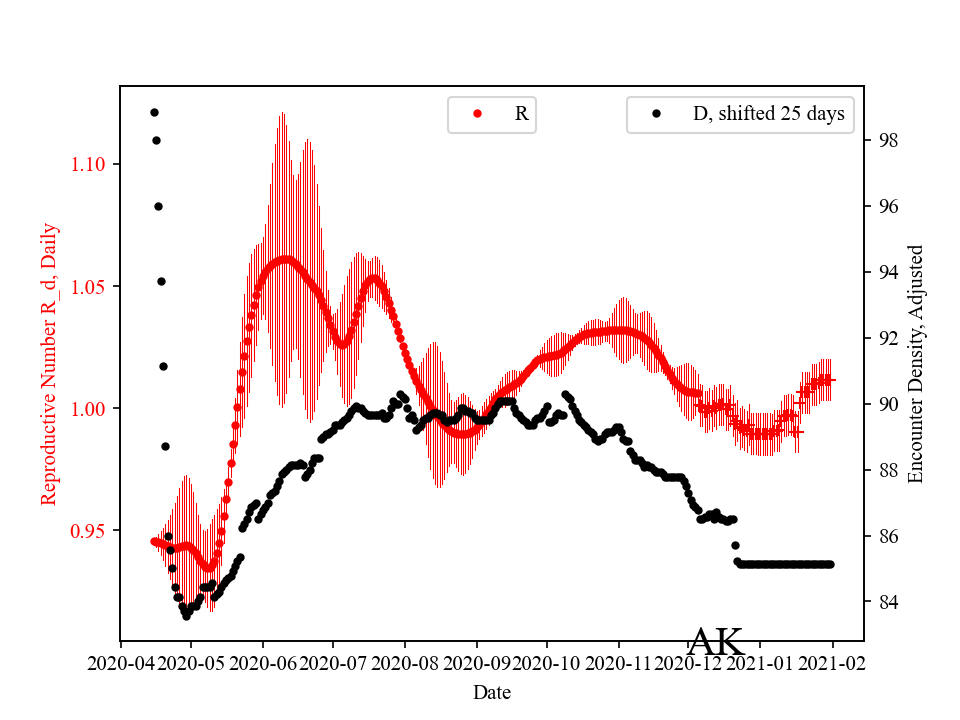 R
D, shifted 25 days
Reproductive Number R_d, Daily
1.10
1.05
1.00
0.95
98
96
94
92
90
88
86
84
Encounter Density, Adjusted
AK
2020-04 2020-05 2020-06 2020-07 2020-08 2020-09 2020-10 2020-11 2020-12 2021-01 2021-02
Date